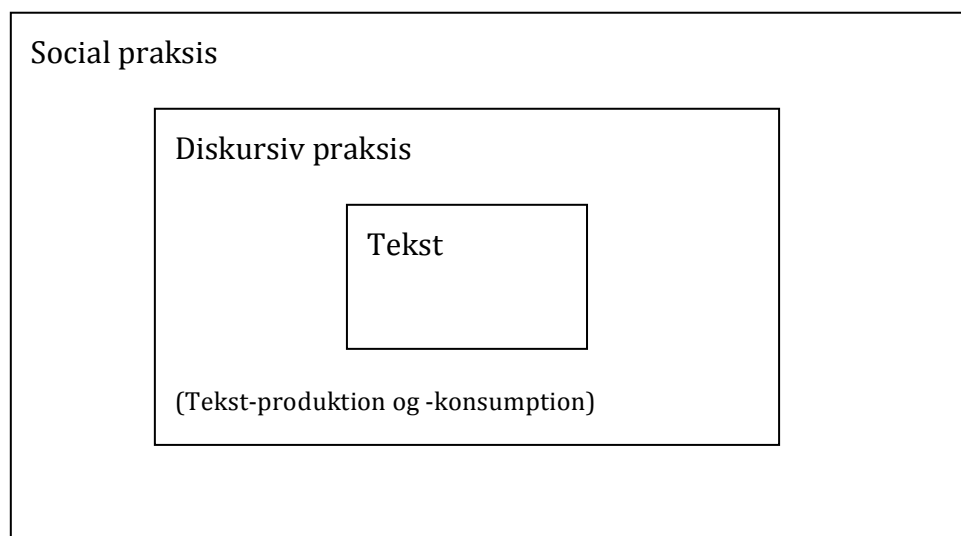 Social praksis
Diskursiv praksis
Tekst
(Tekst-produktion og -konsumption)